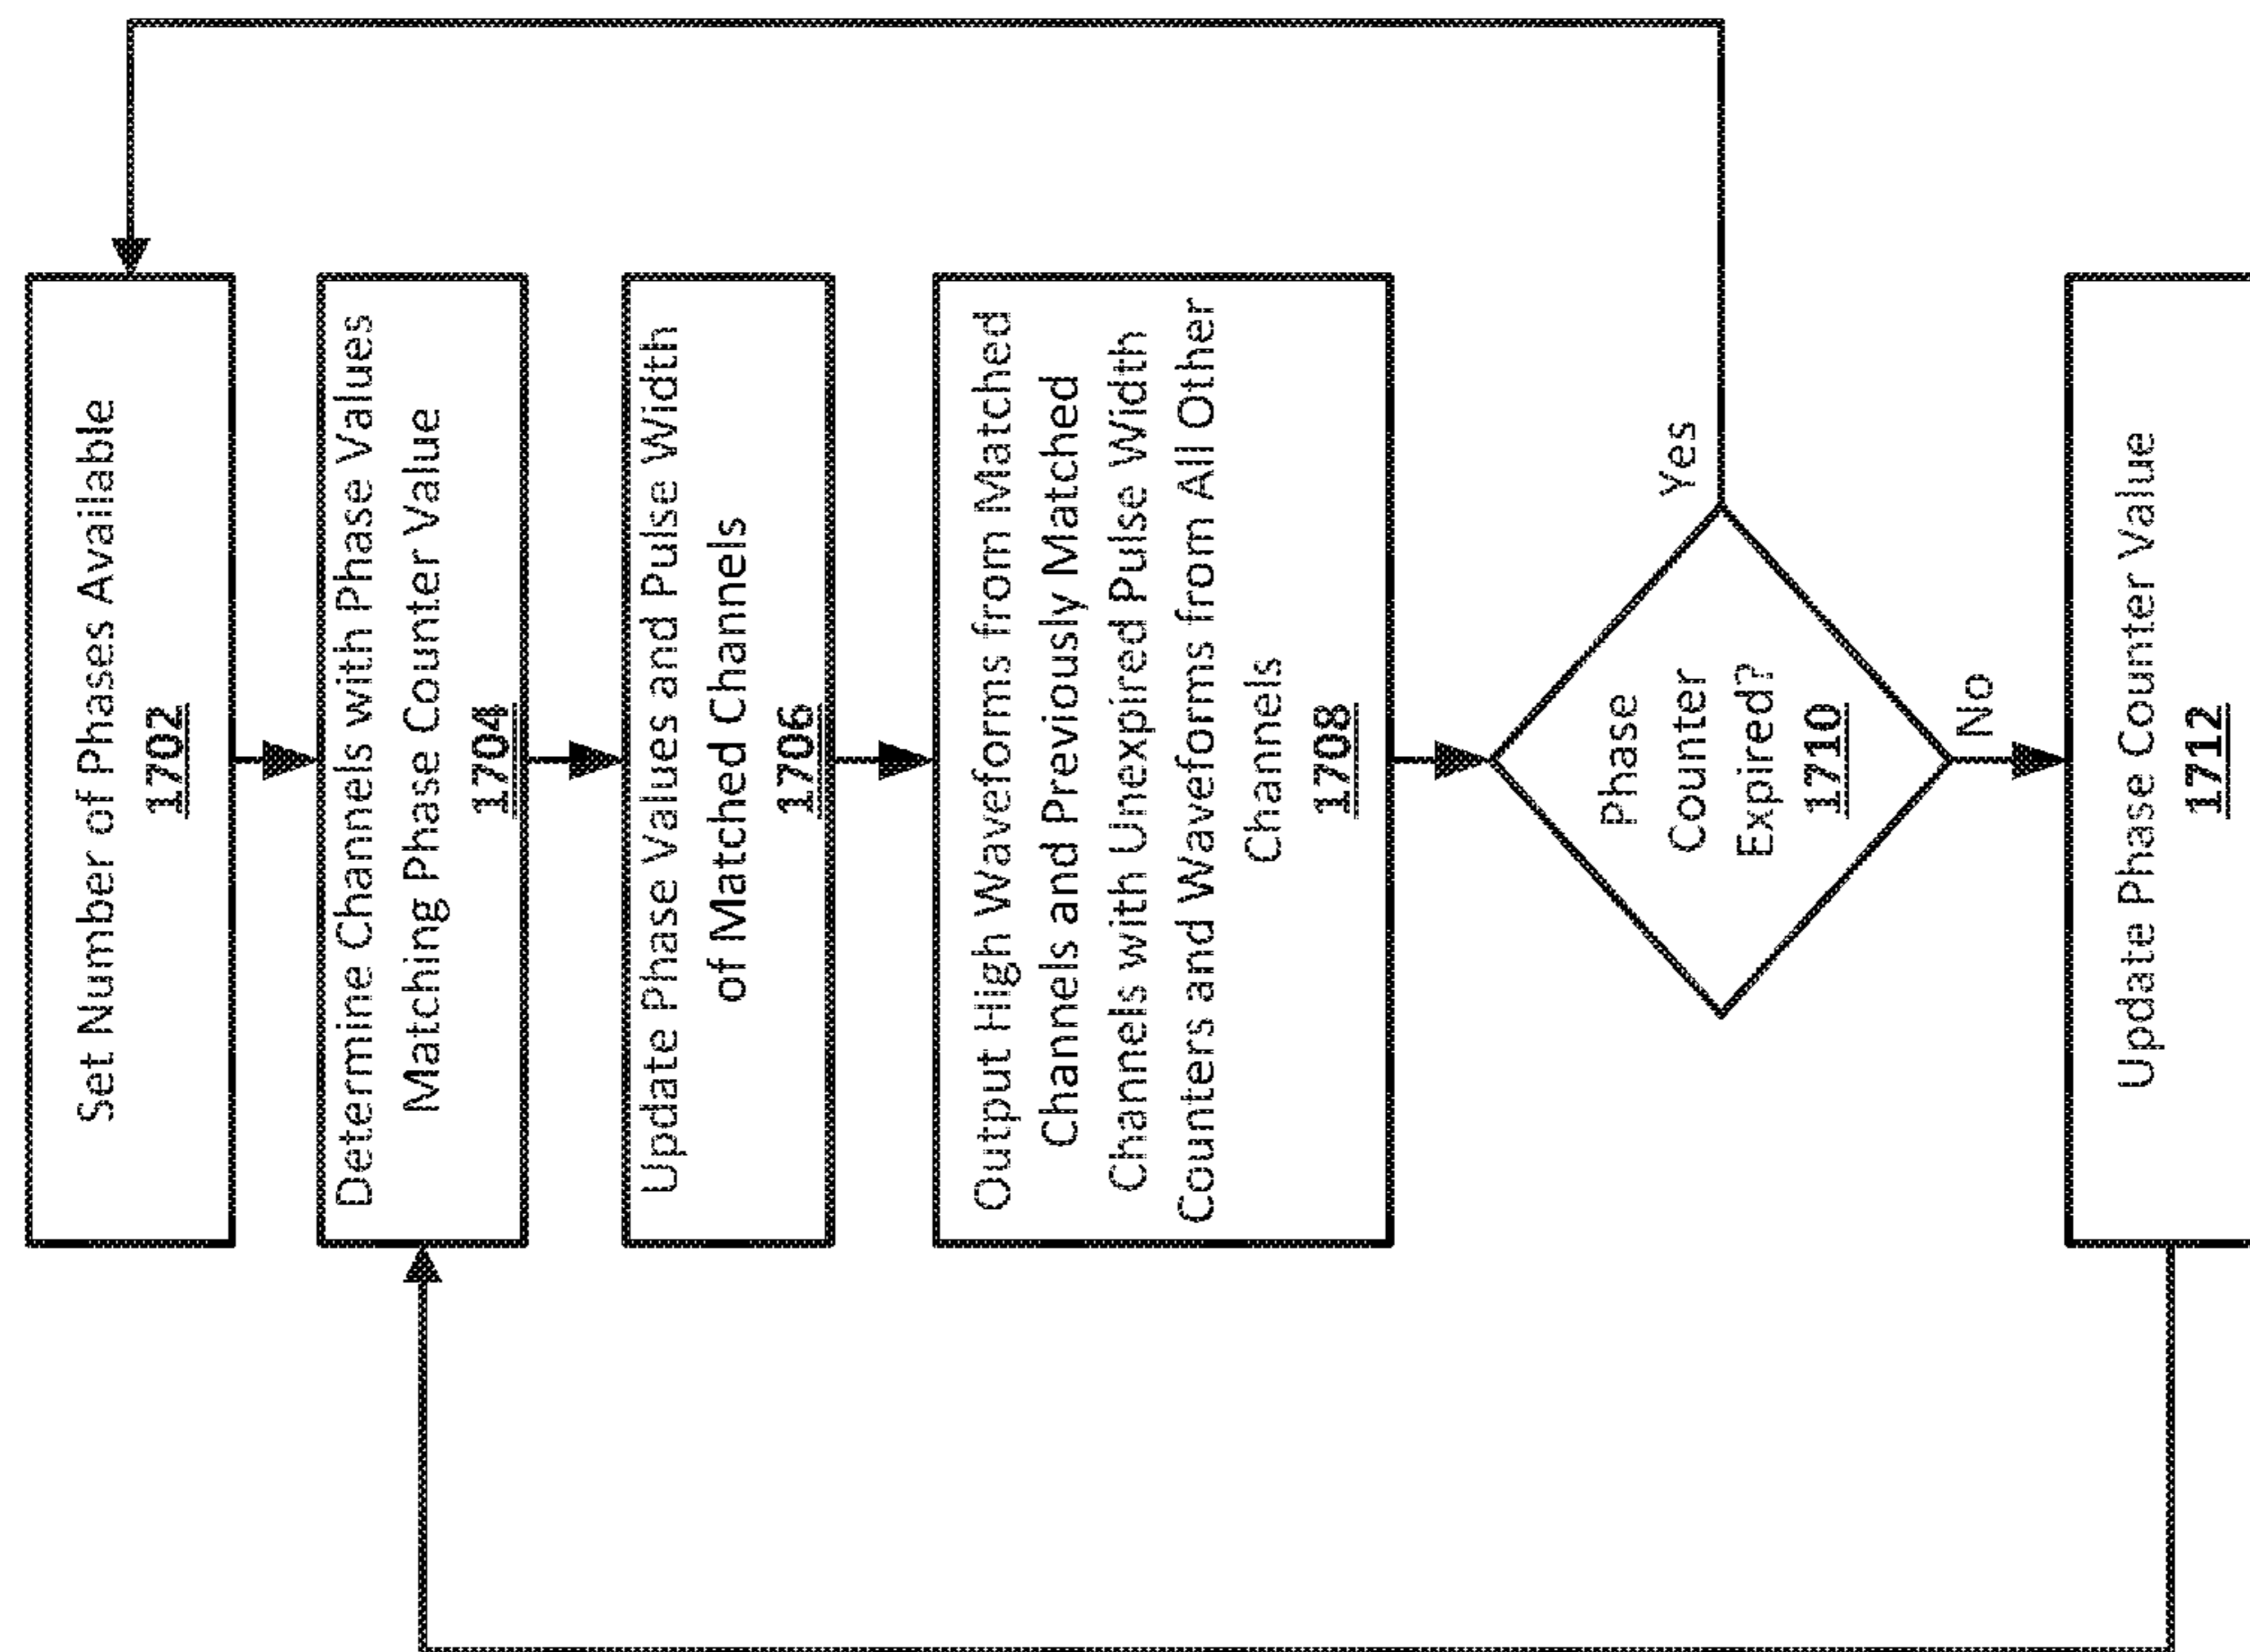 Set Number of Phases Available
1702
Determine Channels with Phase Values
Matching Phase Counter Value
1704
Update Phase Values and Pulse Width
of Matched Channels
1706
Output High Waveforms from Matched
Channels and Previously Matched
Channels with Unexpired Pulse Width
Counters and Waveforms from All Other
Channels
1708
Phase
Counter
Expired?
1710
Yes
No
Update Phase Counter Value
1712